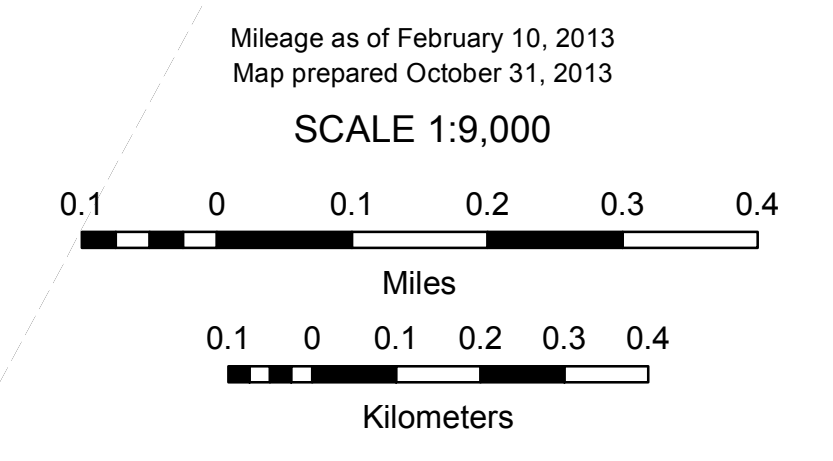 Mileage as of February 10, 2013
Map prepared October 31, 2013
SCALE 1:9,000
0.1 0 0.1 0.2 0.3 0.4
Miles
0.1 0 0.1 0.2 0.3 0.4
Kilometers